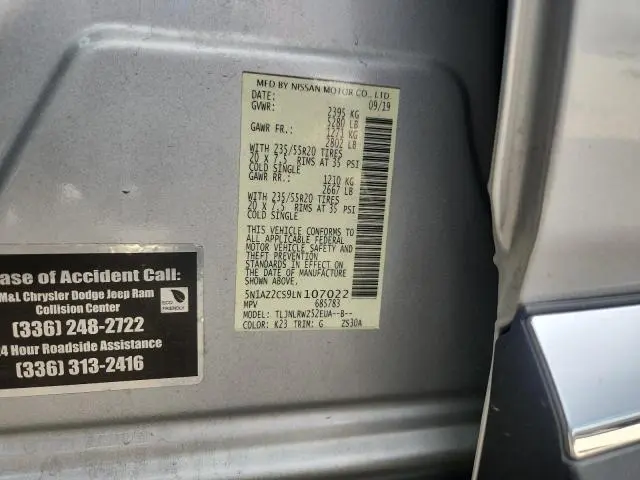 MFD BY NISSAN MOTOR CO., LTD.
DATE: 09/19
GVWR: 2395 KG
5280 LB
GAWR FR.: 1271 KG
2802 LB
WITH 235/55R20 TIRES
20 X 7.5 RIMS AT 35 PSI
COLD SINGLE
GAWR RR.: 1210 KG
2667 LB
WITH 235/55R20 TIRES
20 X 7.5 RIMS AT 35 PSI
COLD SINGLE
THIS VEHICLE CONFORMS TO
ALL APPLICABLE FEDERAL
MOTOR VEHICLE SAFETY AND
THEFT PREVENTION
STANDARDS IN EFFECT ON
THE DATE OF MANUFACTURE
SHOWN ABOVE.
5N1AZ2CS9LN107022
MPV 685783
MODEL: TLJNLRWZ52EUA--B--
COLOR: K23 TRIM: G ZS30A
ase of Accident Call:
M&L Chrysler Dodge Jeep Ram
Collision Center
ECO
FRIENDLY
(336) 248-2722
4 Hour Roadside Assistance
(336) 313-2416